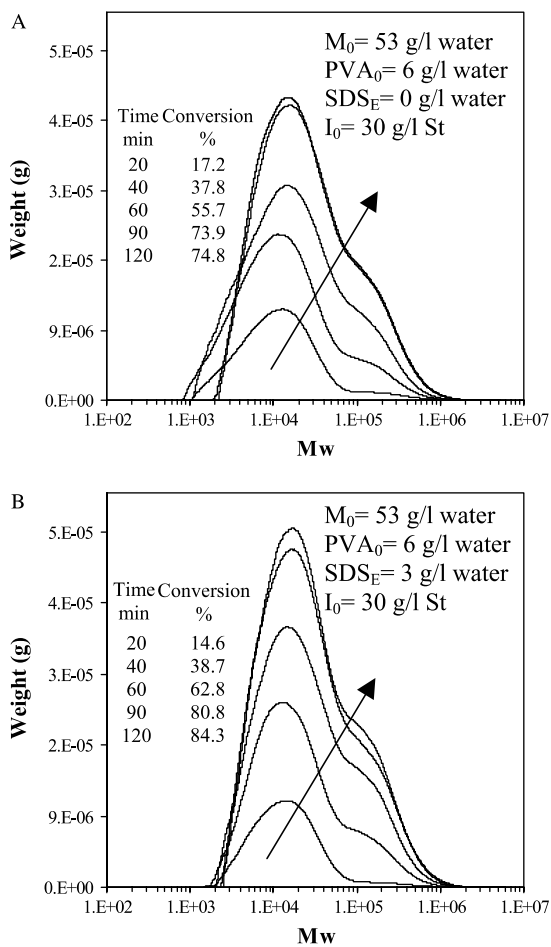 A
5.E-05
4.E-05
3.E-05
2.E-05
9.E-06
0.E+00
Weight (g)
M₀= 53 g/l water
PVA₀= 6 g/l water
SDS_E= 0 g/l water
I₀= 30 g/l St
Time Conversion
min %
20 17.2
40 37.8
60 55.7
90 73.9
120 74.8
1.E+02 1.E+03 1.E+04 1.E+05 1.E+06 1.E+07
Mw
B
5.E-05
4.E-05
3.E-05
2.E-05
9.E-06
0.E+00
Weight (g)
M₀= 53 g/l water
PVA₀= 6 g/l water
SDS_E= 3 g/l water
I₀= 30 g/l St
Time Conversion
min %
20 14.6
40 38.7
60 62.8
90 80.8
120 84.3
1.E+02 1.E+03 1.E+04 1.E+05 1.E+06 1.E+07
Mw